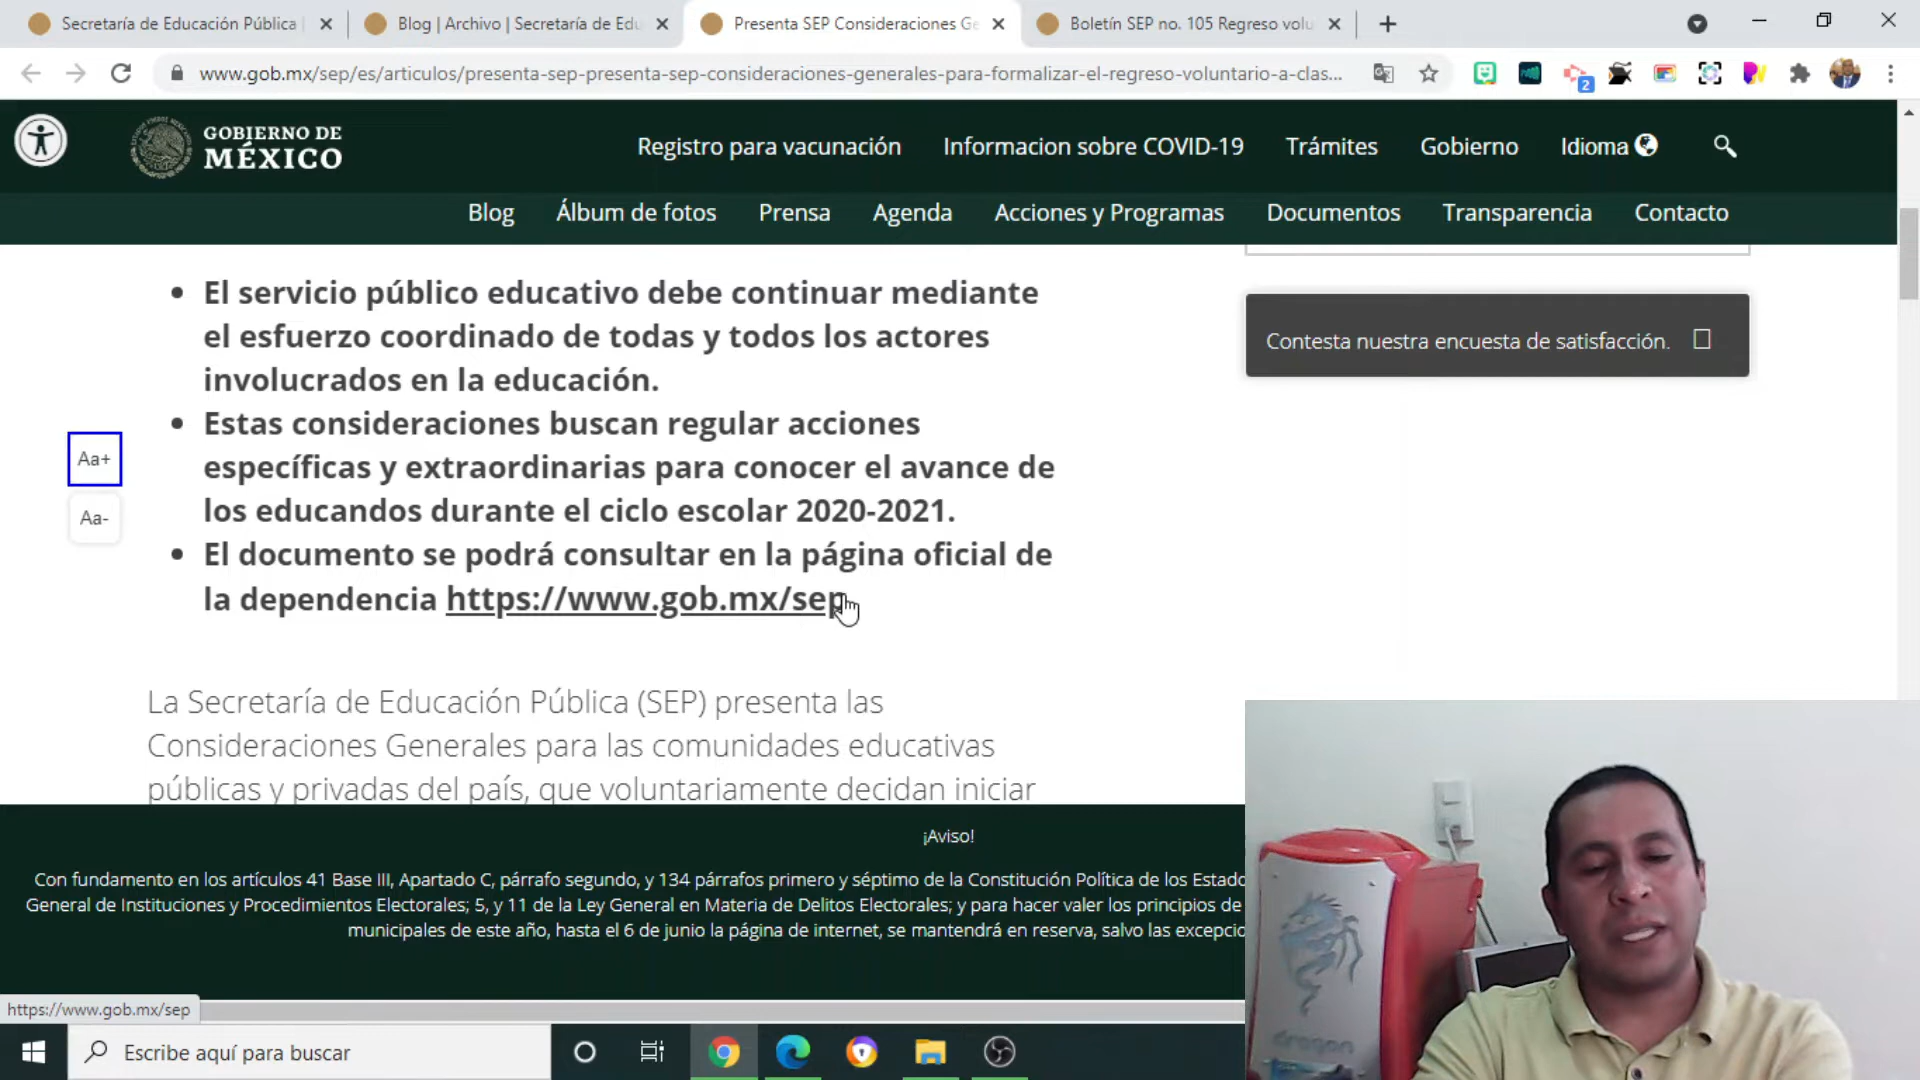 Secretaría de Educación Pública
Blog | Archivo | Secretaría de Edu
Presenta SEP Consideraciones Ge
Boletín SEP no. 105 Regreso volu
www.gob.mx/sep/es/articulos/presenta-sep-presenta-sep-consideraciones-generales-para-formalizar-el-regreso-voluntario-a-clas...
2
GOBIERNO DE
MÉXICO
Registro para vacunación
Informacion sobre COVID-19
Trámites
Gobierno
Idioma
Blog
Álbum de fotos
Prensa
Agenda
Acciones y Programas
Documentos
Transparencia
Contacto
• El servicio público educativo debe continuar mediante
el esfuerzo coordinado de todas y todos los actores
involucrados en la educación.
• Estas consideraciones buscan regular acciones
específicas y extraordinarias para conocer el avance de
los educandos durante el ciclo escolar 2020-2021.
• El documento se podrá consultar en la página oficial de
la dependencia https://www.gob.mx/sep
Contesta nuestra encuesta de satisfacción.
Aa+
Aa-
La Secretaría de Educación Pública (SEP) presenta las
Consideraciones Generales para las comunidades educativas
públicas y privadas del país, que voluntariamente decidan iniciar
¡Aviso!
Con fundamento en los artículos 41 Base III, Apartado C, párrafo segundo, y 134 párrafos primero y séptimo de la Constitución Política de los Estado
General de Instituciones y Procedimientos Electorales; 5, y 11 de la Ley General en Materia de Delitos Electorales; y para hacer valer los principios de
municipales de este año, hasta el 6 de junio la página de internet, se mantendrá en reserva, salvo las excepcio
https://www.gob.mx/sep
Escribe aquí para buscar
dragon